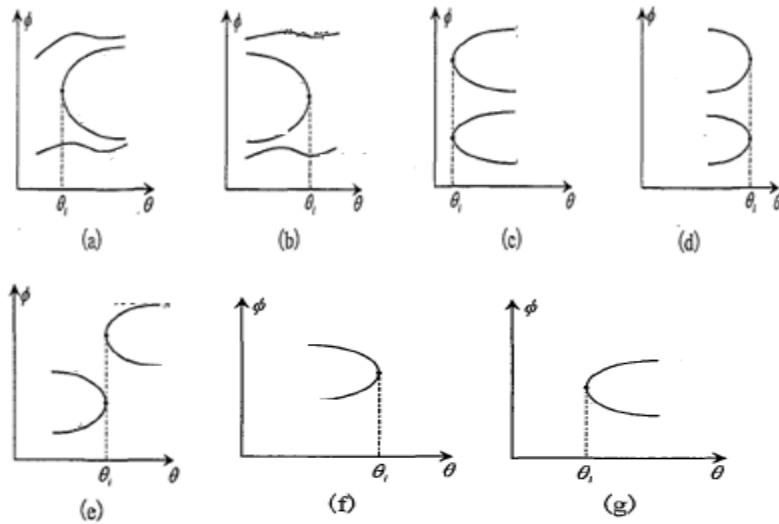 ϕ ϕ ϕ ϕ
θᵢ θ θᵢ θ θᵢ θ θᵢ θ
(a) (b) (c) (d)
ϕ ϕ ϕ
θᵢ θ θᵢ θ θᵢ θ
(e) (f) (g)